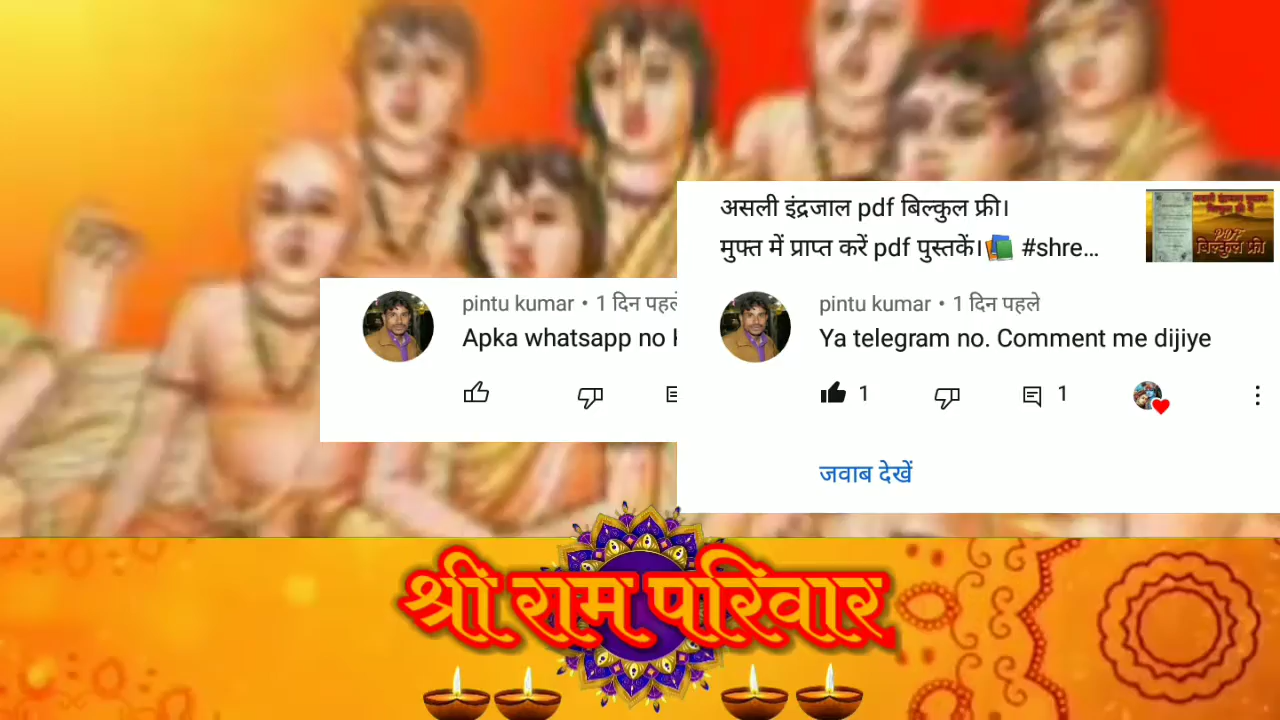 असली इंद्रजाल pdf बिल्कुल फ्री।
मुफ्त में प्राप्त करें pdf पुस्तकें।📚 #shre...
PDF
बिल्कुल फ्री
pintu kumar • 1 दिन पहले
Apka whatsapp no
pintu kumar • 1 दिन पहले
Ya telegram no. Comment me dijiye
1
1
जवाब देखें
श्री राम परिवार